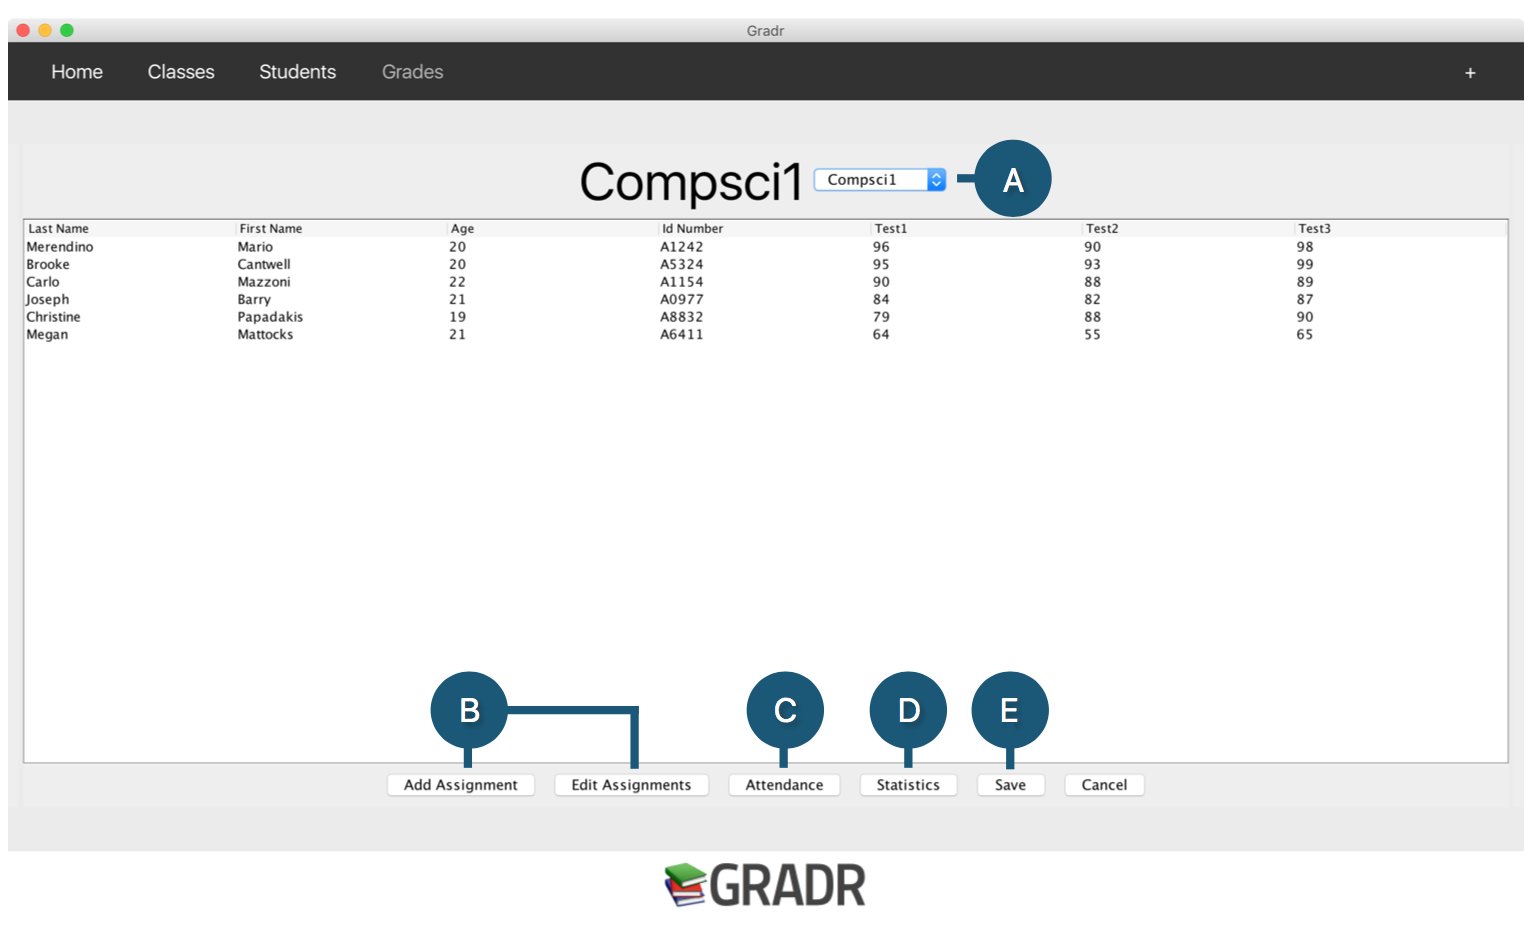 Gradr
Home Classes Students Grades +
Compsci1 Compsci1 A
Last Name First Name Age Id Number Test1 Test2 Test3
Merendino Mario 20 A1242 96 90 98
Brooke Cantwell 20 A5324 95 93 99
Carlo Mazzoni 22 A1154 90 88 89
Joseph Barry 21 A0977 84 82 87
Christine Papadakis 19 A8832 79 88 90
Megan Mattocks 21 A6411 64 55 65
B C D E
Add Assignment Edit Assignments Attendance Statistics Save Cancel
GRADR